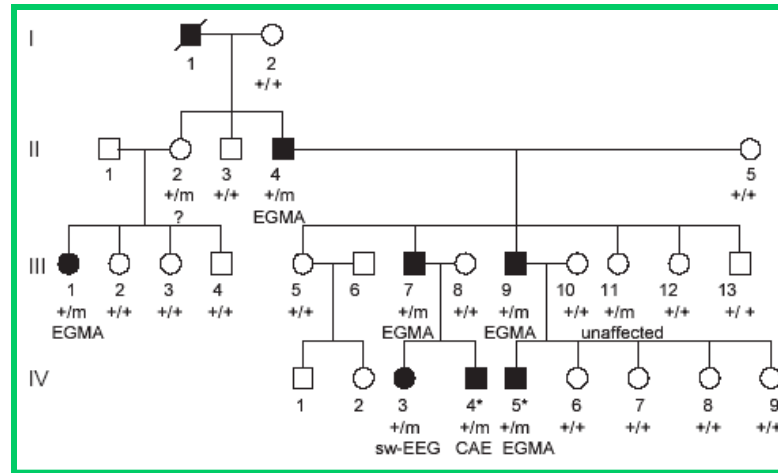 I
1 2
+/+
II
1 2 3 4 5
+/m +/+ +/m +/+
? EGMA
III
1 2 3 4 5 6 7 8 9 10 11 12 13
+/m +/+ +/+ +/+ +/+ +/m +/+ +/m +/+ +/m +/+ +/+
EGMA EGMA EGMA unaffected
IV
1 2 3 4* 5* 6 7 8 9
+/m +/m +/m +/+ +/+ +/+ +/+
sw-EEG CAE EGMA